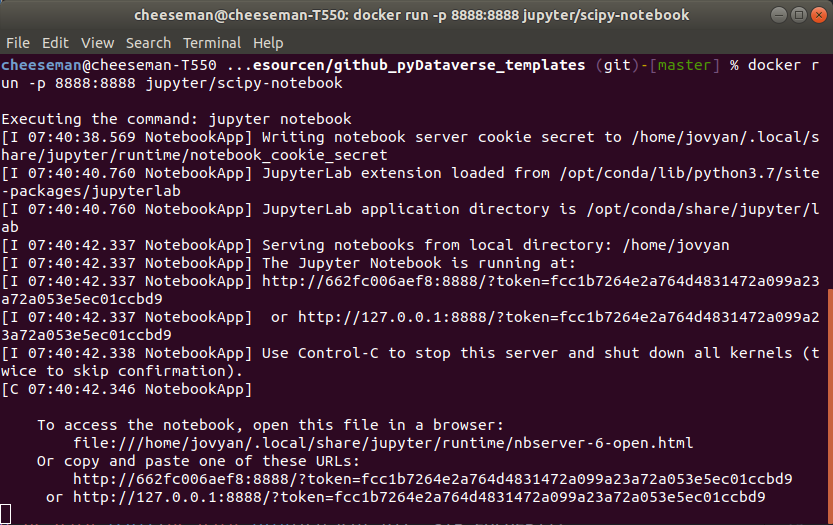 cheeseman@cheeseman-T550: docker run -p 8888:8888 jupyter/scipy-notebook
File Edit View Search Terminal Help
cheeseman@cheeseman-T550 ...esourcen/github_pyDataverse_templates (git)-[master] % docker r
un -p 8888:8888 jupyter/scipy-notebook
Executing the command: jupyter notebook
[I 07:40:38.569 NotebookApp] Writing notebook server cookie secret to /home/jovyan/.local/s
hare/jupyter/runtime/notebook_cookie_secret
[I 07:40:40.760 NotebookApp] JupyterLab extension loaded from /opt/conda/lib/python3.7/site
-packages/jupyterlab
[I 07:40:40.760 NotebookApp] JupyterLab application directory is /opt/conda/share/jupyter/l
ab
[I 07:40:42.337 NotebookApp] Serving notebooks from local directory: /home/jovyan
[I 07:40:42.337 NotebookApp] The Jupyter Notebook is running at:
[I 07:40:42.337 NotebookApp] http://662fc006aef8:8888/?token=fcc1b7264e2a764d4831472a099a23
a72a053e5ec01ccbd9
[I 07:40:42.337 NotebookApp]  or http://127.0.0.1:8888/?token=fcc1b7264e2a764d4831472a099a2
3a72a053e5ec01ccbd9
[I 07:40:42.338 NotebookApp] Use Control-C to stop this server and shut down all kernels (t
wice to skip confirmation).
[C 07:40:42.346 NotebookApp]
To access the notebook, open this file in a browser:
file:///home/jovyan/.local/share/jupyter/runtime/nbserver-6-open.html
Or copy and paste one of these URLs:
http://662fc006aef8:8888/?token=fcc1b7264e2a764d4831472a099a23a72a053e5ec01ccbd9
or http://127.0.0.1:8888/?token=fcc1b7264e2a764d4831472a099a23a72a053e5ec01ccbd9